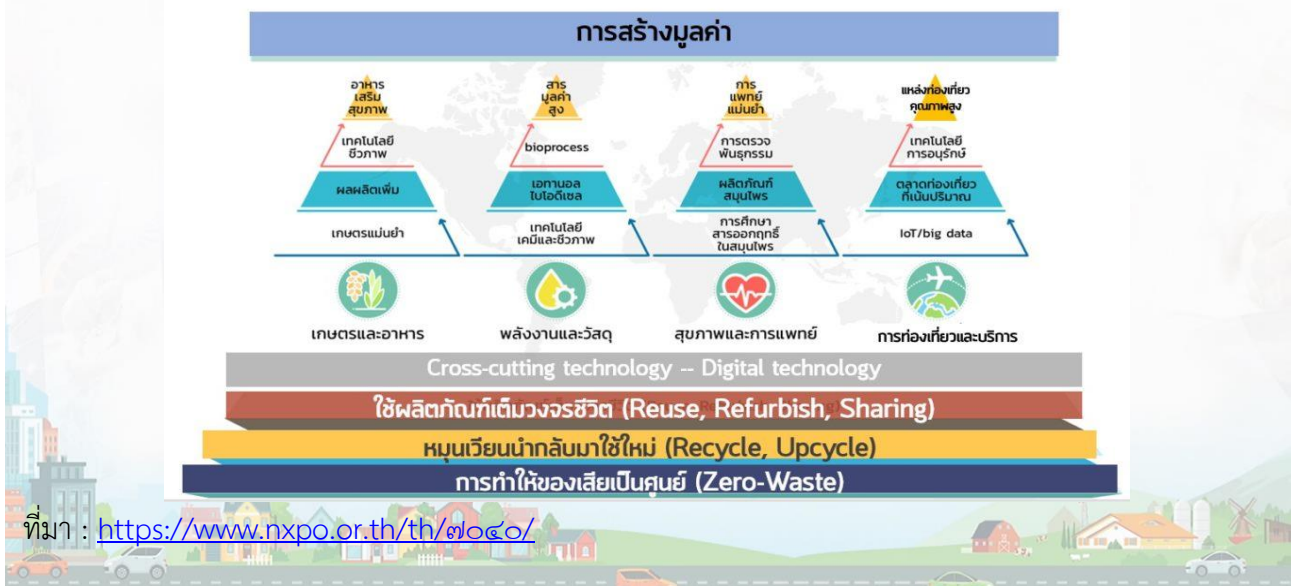 การสร้างมูลค่า
อาหาร
เสริม
สุขภาพ
เทคโนโลยี
ชีวภาพ
ผลผลิตเพิ่ม
เกษตรแม่นยำ
เกษตรและอาหาร
สาร
มูลค่า
สูง
bioprocess
เอทานอล
ไบโอดีเซล
เทคโนโลยี
เคมีและชีวภาพ
พลังงานและวัสดุ
การ
แพทย์
แม่นยำ
การตรวจ
พันธุกรรม
ผลิตภัณฑ์
สมุนไพร
การศึกษา
สารออกฤทธิ์
ในสมุนไพร
สุขภาพและการแพทย์
แหล่งท่องเที่ยว
คุณภาพสูง
เทคโนโลยี
การอนุรักษ์
ตลาดท่องเที่ยว
ที่เน้นปริมาณ
IoT/big data
การท่องเที่ยวและบริการ
Cross-cutting technology -- Digital technology
ใช้ผลิตภัณฑ์เต็มวงจรชีวิต (Reuse, Refurbish, Sharing)
หมุนเวียนนำกลับมาใช้ใหม่ (Recycle, Upcycle)
การทำให้ของเสียเป็นศูนย์ (Zero-Waste)
ที่มา : https://www.nxpo.or.th/th/๗๐๔๐/